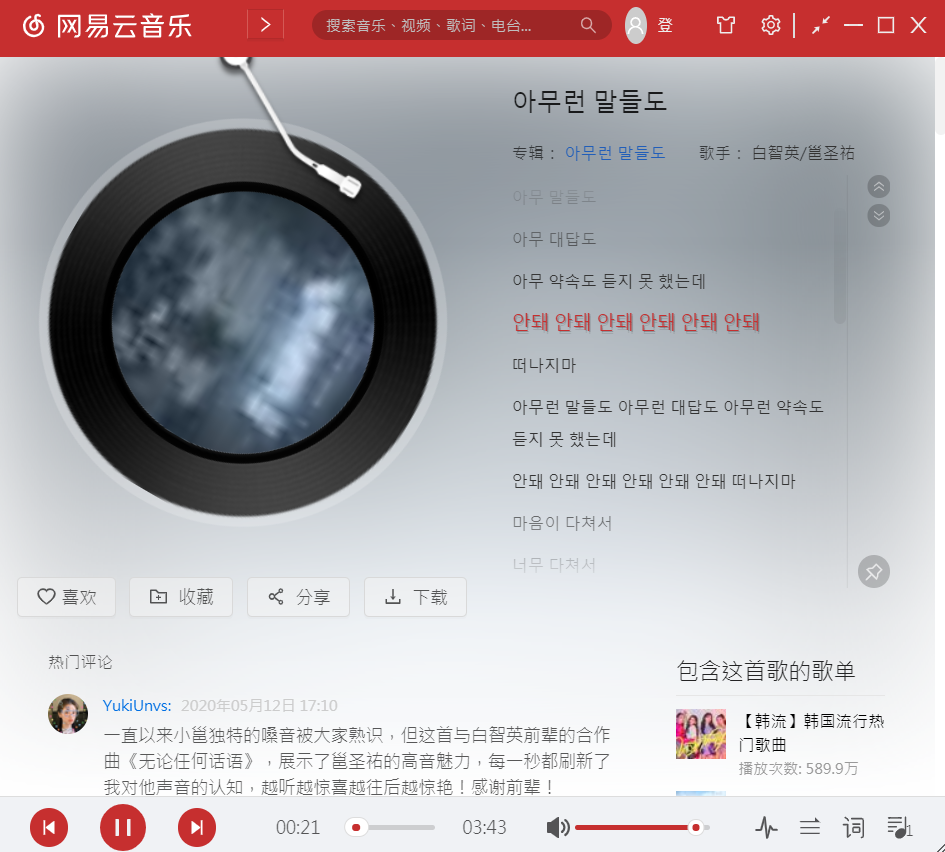 网易云音乐
搜索音乐、视频、歌词、电台...
登
아무런 말들도
专辑： 아무런 말들도 歌手： 白智英/邕圣祐
아무 말들도
아무 대답도
아무 약속도 듣지 못 했는데
안돼 안돼 안돼 안돼 안돼 안돼
떠나지마
아무런 말들도 아무런 대답도 아무런 약속도
듣지 못 했는데
안돼 안돼 안돼 안돼 안돼 안돼 떠나지마
마음이 다쳐서
너무 다쳐서
喜欢 收藏 分享 下载
热门评论
YukiUnvs: 2020年05月12日 17:10
一直以来小邕独特的嗓音被大家熟识，但这首与白智英前辈的合作
曲《无论任何话语》，展示了邕圣祐的高音魅力，每一秒都刷新了
我对他声音的认知，越听越惊喜越往后越惊艳！感谢前辈！
包含这首歌的歌单
【韩流】韩国流行热
门歌曲
播放次数: 589.9万
00:21 03:43 词 1